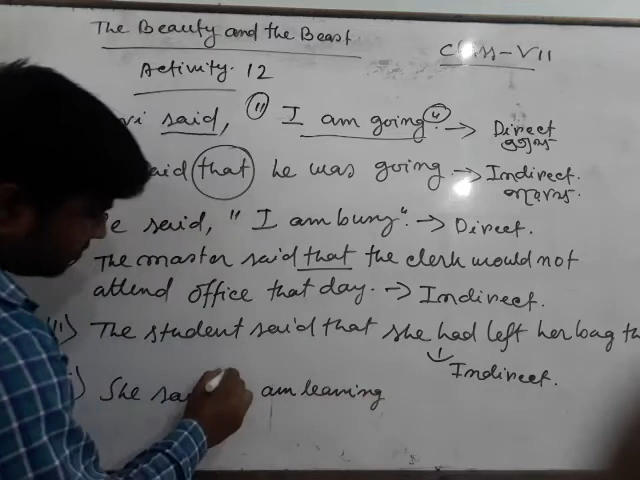 The Beauty and the Beast
Class-VII
Activity. 12
said, " I am going". → Direct
said that he was going → Indirect.
said, " I am busy". → Direct.
The master said that the clerk would not
attend office that day. → Indirect.
The student said that she had left her bag
Indirect.
She am leaving